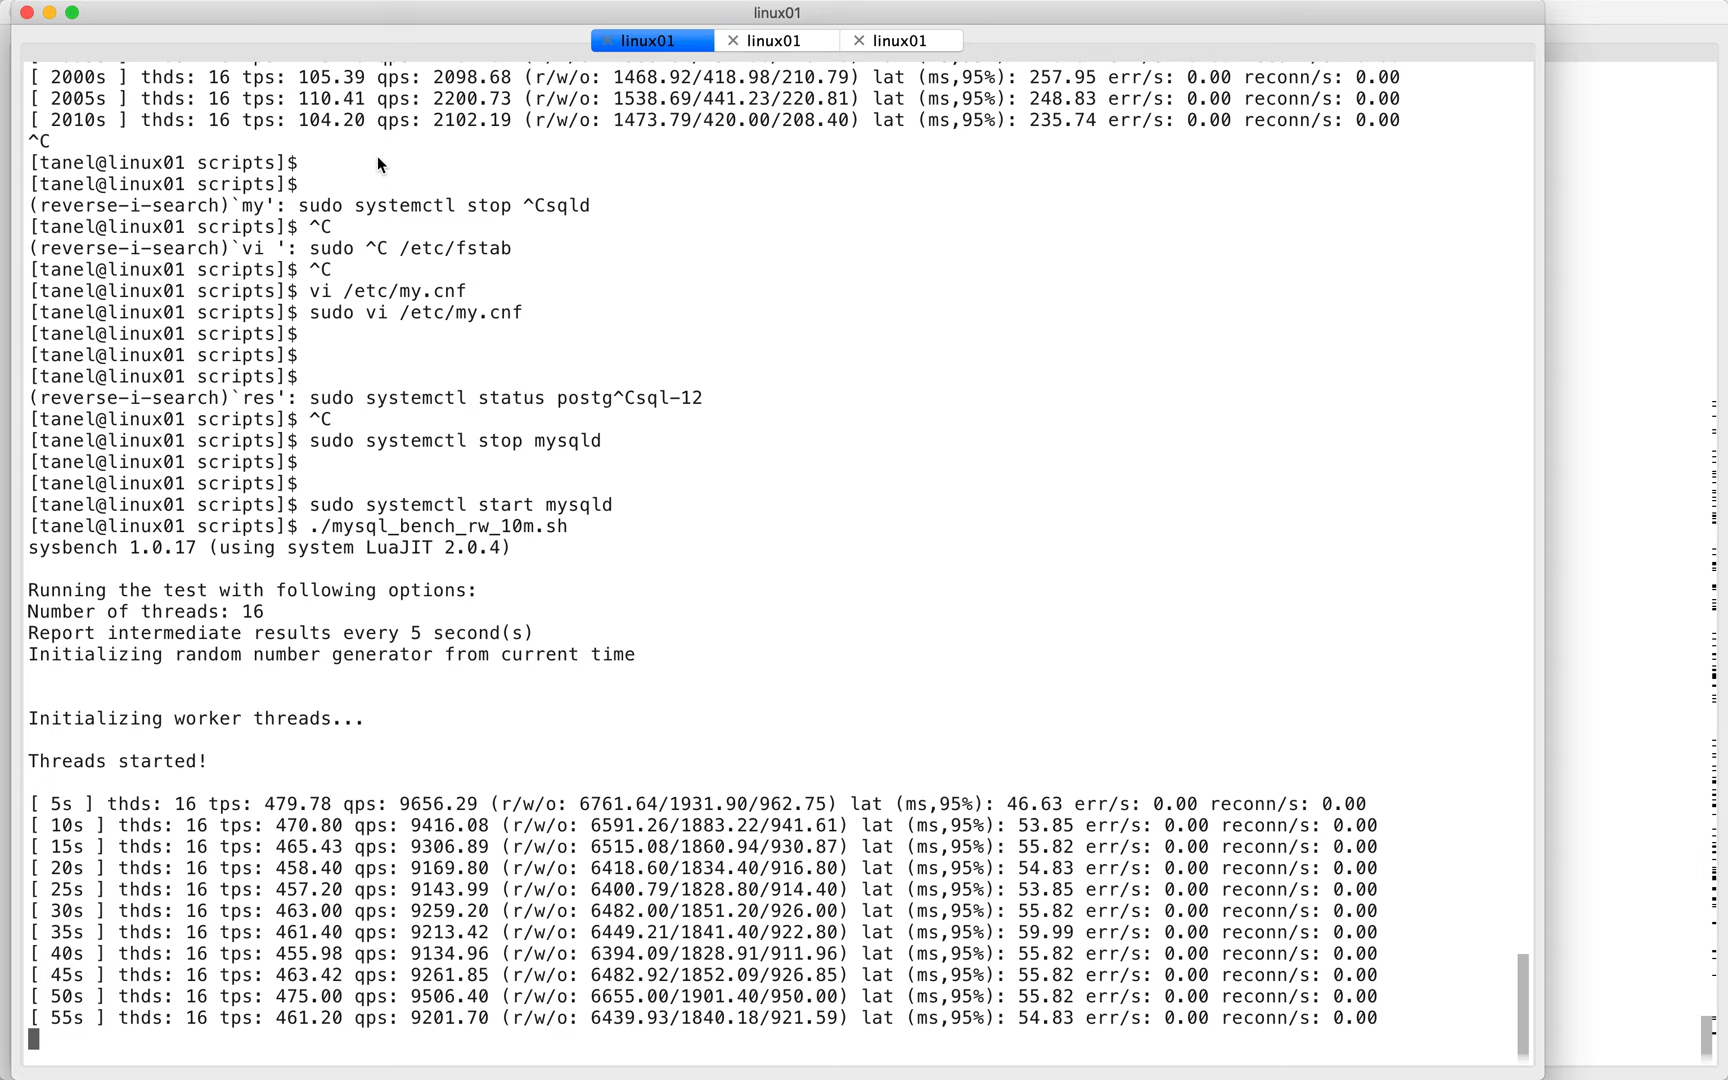 linux01
linux01 linux01 linux01
[ 2000s ] thds: 16 tps: 105.39 qps: 2098.68 (r/w/o: 1468.92/418.98/210.79) lat (ms,95%): 257.95 err/s: 0.00 reconn/s: 0.00
[ 2005s ] thds: 16 tps: 110.41 qps: 2200.73 (r/w/o: 1538.69/441.23/220.81) lat (ms,95%): 248.83 err/s: 0.00 reconn/s: 0.00
[ 2010s ] thds: 16 tps: 104.20 qps: 2102.19 (r/w/o: 1473.79/420.00/208.40) lat (ms,95%): 235.74 err/s: 0.00 reconn/s: 0.00
^C
[tanel@linux01 scripts]$
[tanel@linux01 scripts]$
(reverse-i-search)`my': sudo systemctl stop ^Csqld
[tanel@linux01 scripts]$ ^C
(reverse-i-search)`vi ': sudo ^C /etc/fstab
[tanel@linux01 scripts]$ ^C
[tanel@linux01 scripts]$ vi /etc/my.cnf
[tanel@linux01 scripts]$ sudo vi /etc/my.cnf
[tanel@linux01 scripts]$
[tanel@linux01 scripts]$
[tanel@linux01 scripts]$
(reverse-i-search)`res': sudo systemctl status postg^Csql-12
[tanel@linux01 scripts]$ ^C
[tanel@linux01 scripts]$ sudo systemctl stop mysqld
[tanel@linux01 scripts]$
[tanel@linux01 scripts]$
[tanel@linux01 scripts]$ sudo systemctl start mysqld
[tanel@linux01 scripts]$ ./mysql_bench_rw_10m.sh
sysbench 1.0.17 (using system LuaJIT 2.0.4)
Running the test with following options:
Number of threads: 16
Report intermediate results every 5 second(s)
Initializing random number generator from current time
Initializing worker threads...
Threads started!
[ 5s ] thds: 16 tps: 479.78 qps: 9656.29 (r/w/o: 6761.64/1931.90/962.75) lat (ms,95%): 46.63 err/s: 0.00 reconn/s: 0.00
[ 10s ] thds: 16 tps: 470.80 qps: 9416.08 (r/w/o: 6591.26/1883.22/941.61) lat (ms,95%): 53.85 err/s: 0.00 reconn/s: 0.00
[ 15s ] thds: 16 tps: 465.43 qps: 9306.89 (r/w/o: 6515.08/1860.94/930.87) lat (ms,95%): 55.82 err/s: 0.00 reconn/s: 0.00
[ 20s ] thds: 16 tps: 458.40 qps: 9169.80 (r/w/o: 6418.60/1834.40/916.80) lat (ms,95%): 54.83 err/s: 0.00 reconn/s: 0.00
[ 25s ] thds: 16 tps: 457.20 qps: 9143.99 (r/w/o: 6400.79/1828.80/914.40) lat (ms,95%): 53.85 err/s: 0.00 reconn/s: 0.00
[ 30s ] thds: 16 tps: 463.00 qps: 9259.20 (r/w/o: 6482.00/1851.20/926.00) lat (ms,95%): 55.82 err/s: 0.00 reconn/s: 0.00
[ 35s ] thds: 16 tps: 461.40 qps: 9213.42 (r/w/o: 6449.21/1841.40/922.80) lat (ms,95%): 59.99 err/s: 0.00 reconn/s: 0.00
[ 40s ] thds: 16 tps: 455.98 qps: 9134.96 (r/w/o: 6394.09/1828.91/911.96) lat (ms,95%): 55.82 err/s: 0.00 reconn/s: 0.00
[ 45s ] thds: 16 tps: 463.42 qps: 9261.85 (r/w/o: 6482.92/1852.09/926.85) lat (ms,95%): 55.82 err/s: 0.00 reconn/s: 0.00
[ 50s ] thds: 16 tps: 475.00 qps: 9506.40 (r/w/o: 6655.00/1901.40/950.00) lat (ms,95%): 55.82 err/s: 0.00 reconn/s: 0.00
[ 55s ] thds: 16 tps: 461.20 qps: 9201.70 (r/w/o: 6439.93/1840.18/921.59) lat (ms,95%): 54.83 err/s: 0.00 reconn/s: 0.00